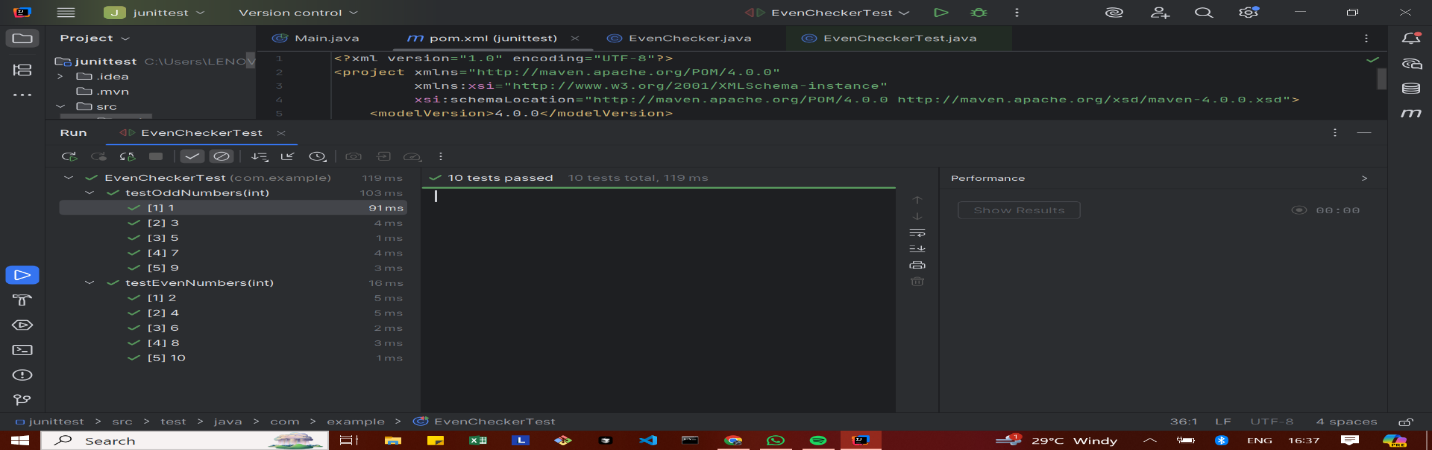 J junittest Version control EvenCheckerTest
Project Main.java pom.xml (junittest) EvenChecker.java EvenCheckerTest.java
junittest C:\Users\LENOV
.idea
.mvn
src
1 <?xml version="1.0" encoding="UTF-8"?>
2 <project xmlns="http://maven.apache.org/POM/4.0.0"
3 xmlns:xsi="http://www.w3.org/2001/XMLSchema-instance"
4 xsi:schemaLocation="http://maven.apache.org/POM/4.0.0 http://maven.apache.org/xsd/maven-4.0.0.xsd">
5 <modelVersion>4.0.0</modelVersion>
Run EvenCheckerTest
EvenCheckerTest (com.example) 119 ms
testOddNumbers(int) 103 ms
[1] 1 91 ms
[2] 3 4 ms
[3] 5 1 ms
[4] 7 4 ms
[5] 9 3 ms
testEvenNumbers(int) 16 ms
[1] 2 5 ms
[2] 4 5 ms
[3] 6 2 ms
[4] 8 3 ms
[5] 10 1 ms
10 tests passed 10 tests total, 119 ms
Performance
Show Results 00:00
junittest > src > test > java > com > example > EvenCheckerTest 36:1 LF UTF-8 4 spaces
Search L 1 29°C Windy ENG 16:37